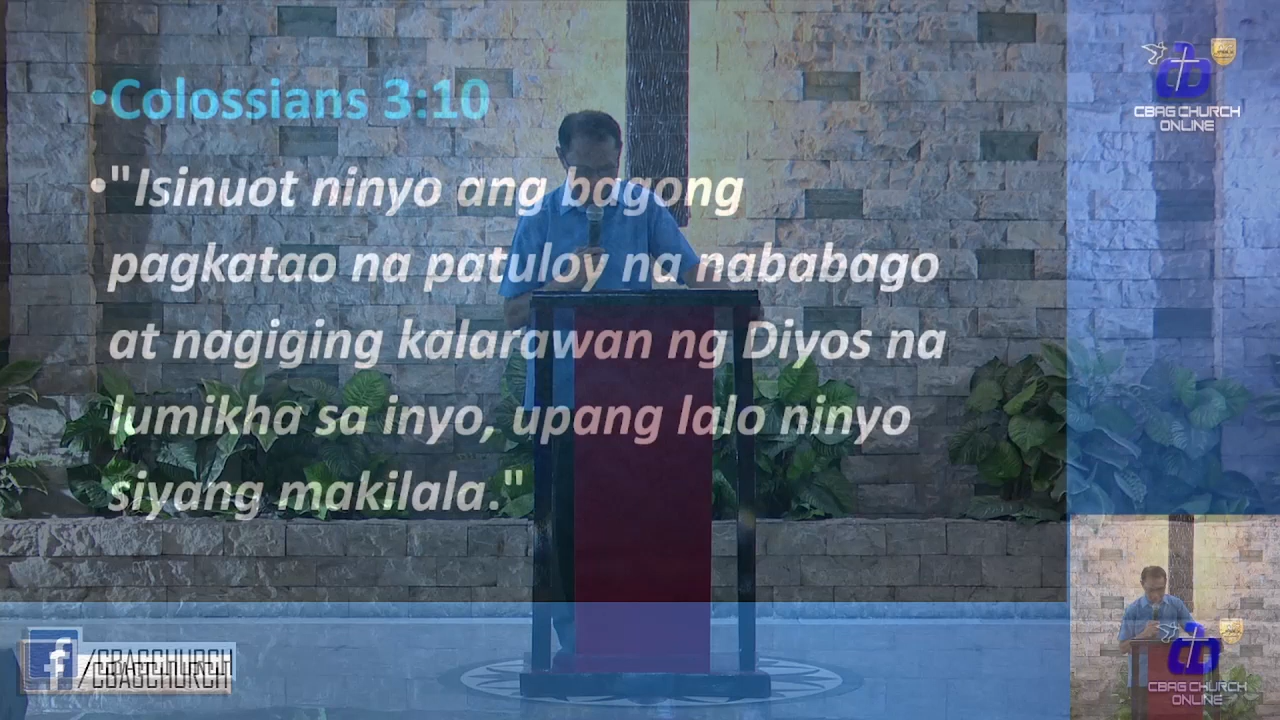 •Colossians 3:10
•"Isinuot ninyo ang bagong
pagkatao na patuloy na nababago
at nagiging kalarawan ng Diyos na
lumikha sa inyo, upang lalo ninyo
siyang makilala."
CBAG CHURCH
ONLINE
f /CBAGCHURCH
CBAG CHURCH
ONLINE